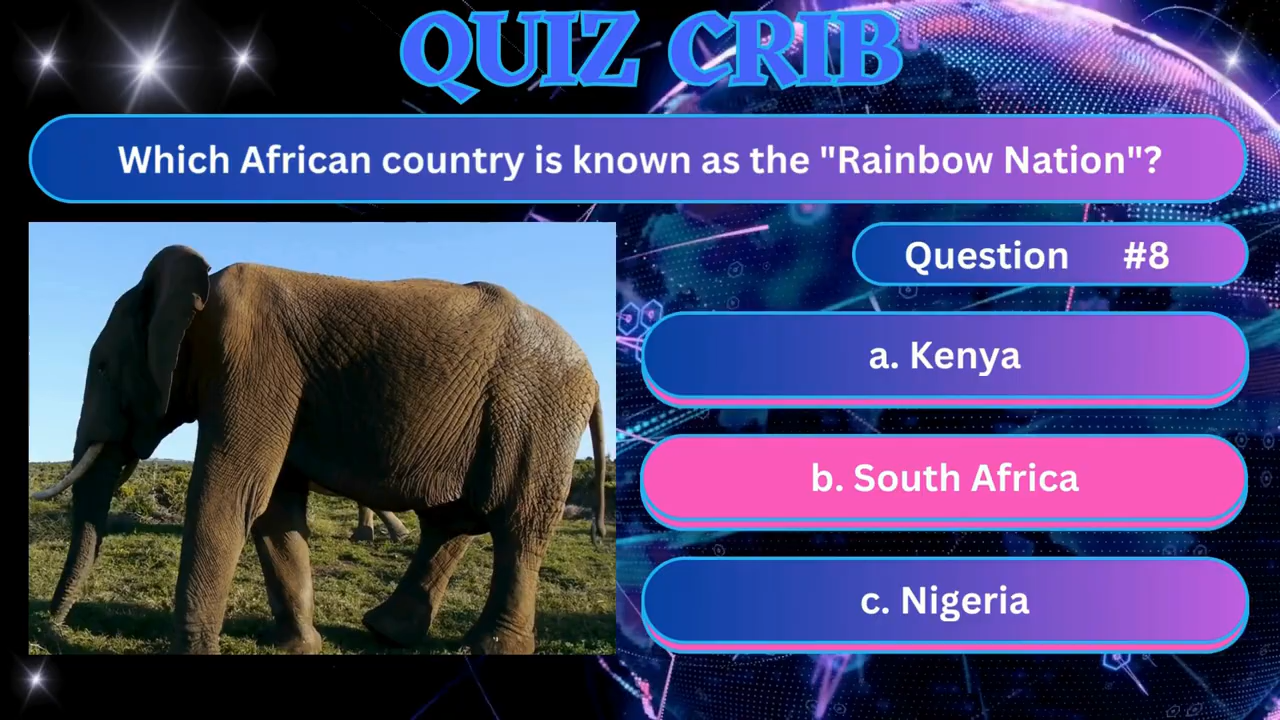 QUIZ CRIB
Which African country is known as the "Rainbow Nation"?
Question #8
a. Kenya
b. South Africa
c. Nigeria